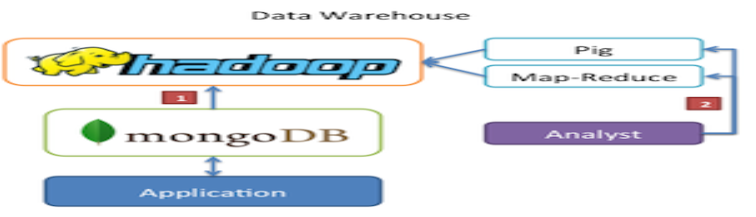 Data Warehouse
hadoop
Pig
Map-Reduce
1
2
mongoDB
Analyst
Application